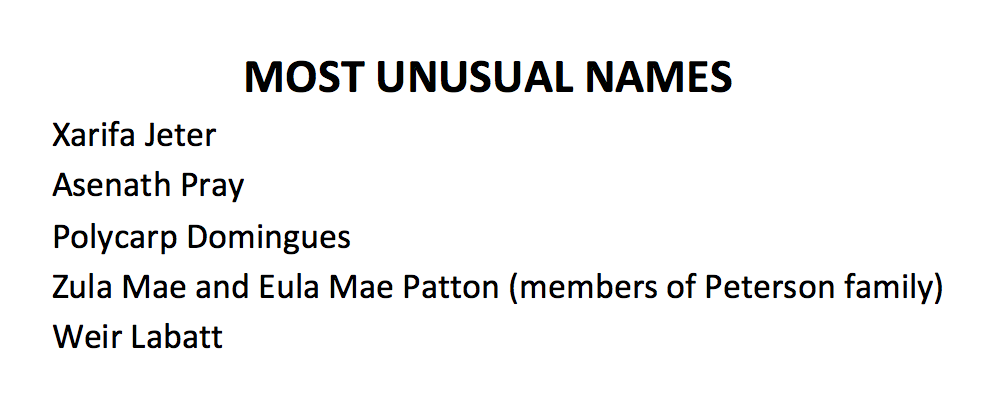 MOST UNUSUAL NAMES
Xarifa Jeter
Asenath Pray
Polycarp Domingues
Zula Mae and Eula Mae Patton (members of Peterson family)
Weir Labatt